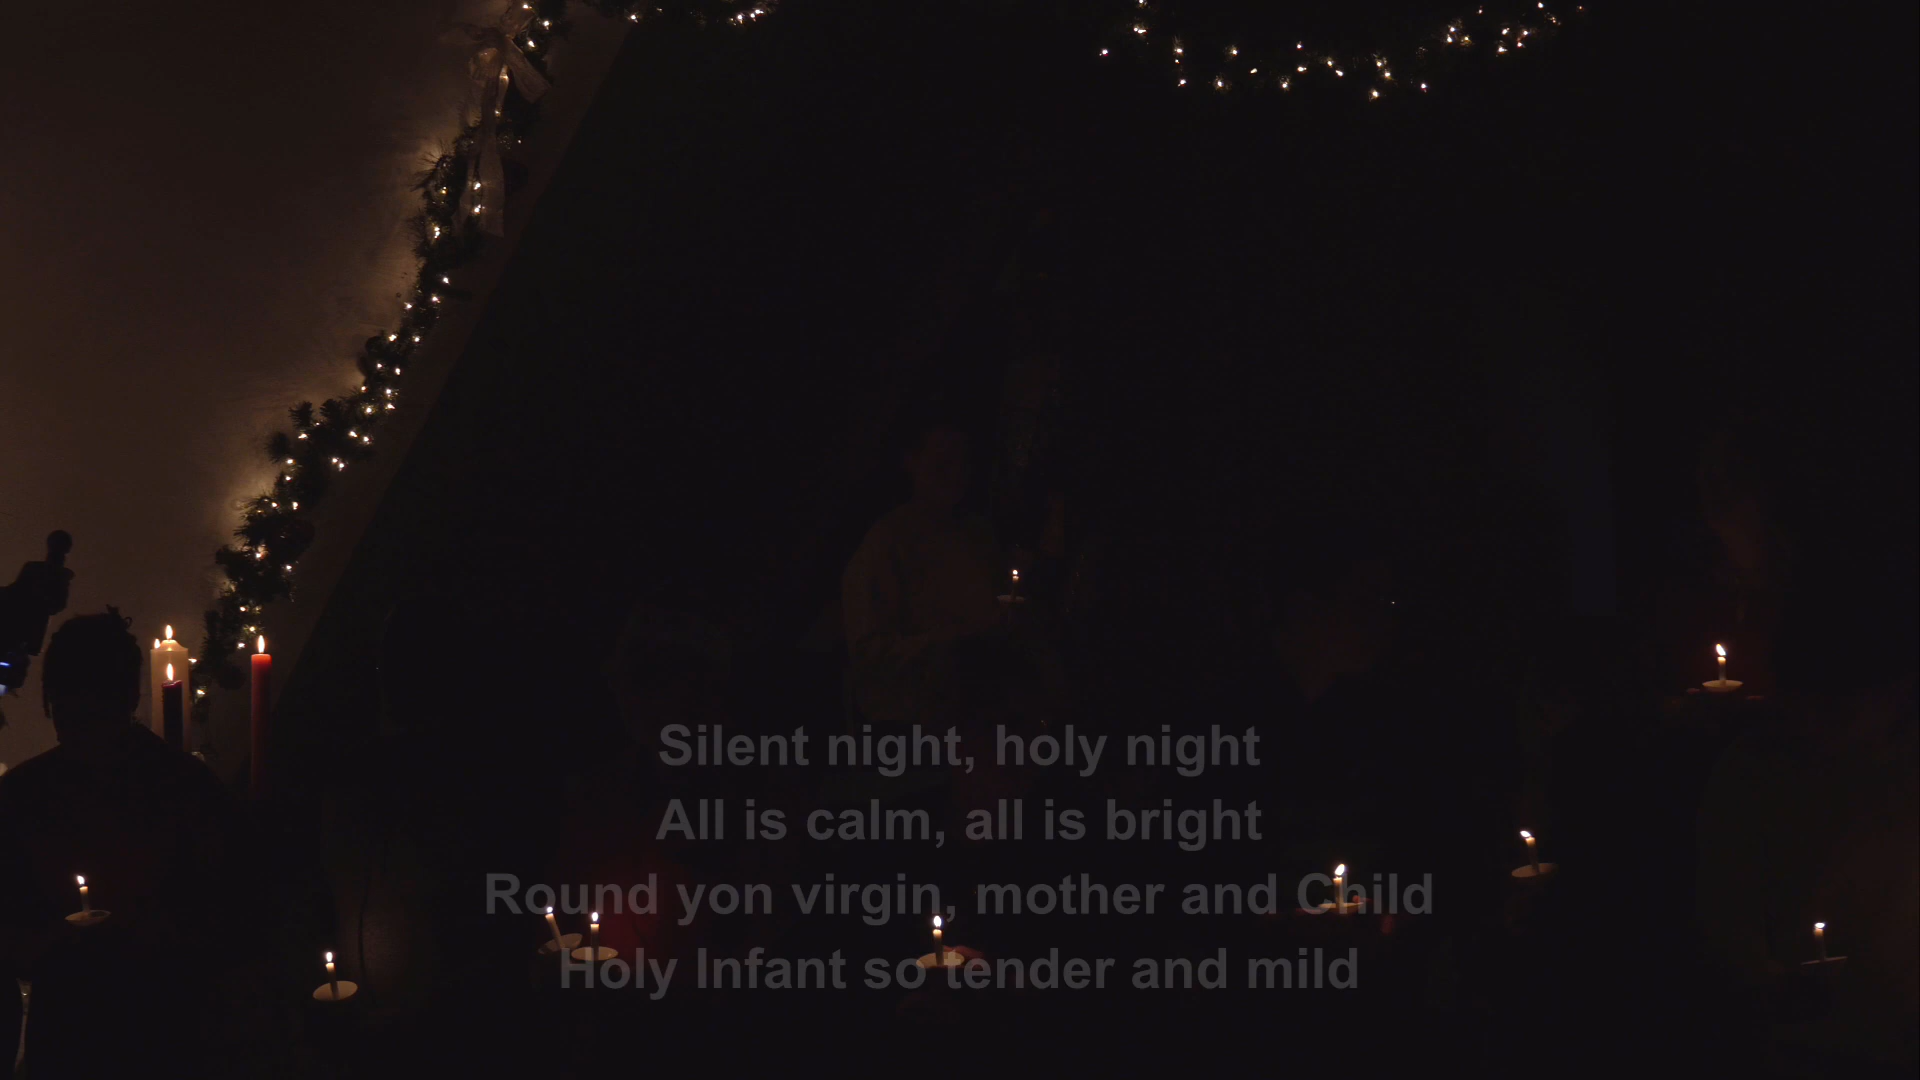 Silent night, holy night
All is calm, all is bright
Round yon virgin, mother and Child
Holy Infant so tender and mild